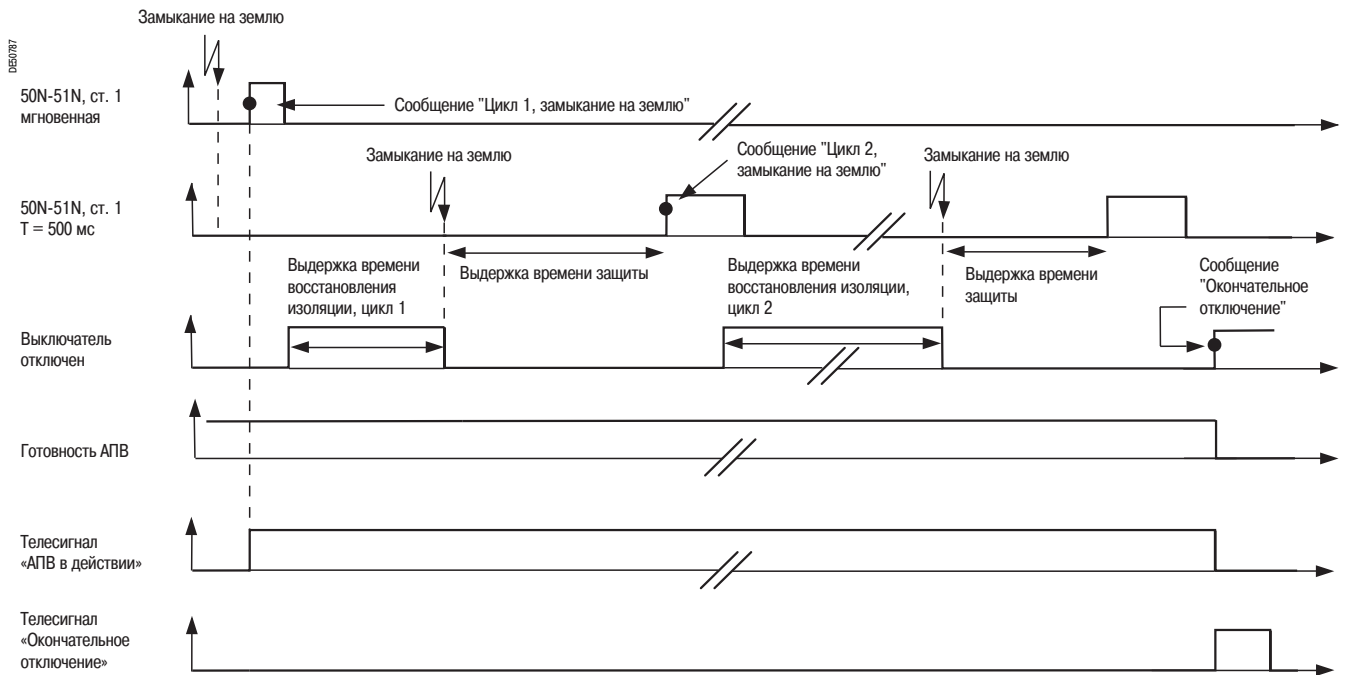 Замыкание на землю
DE50787
50N-51N, ст. 1
мгновенная
Сообщение "Цикл 1, замыкание на землю"
Замыкание на землю
Сообщение "Цикл 2,
замыкание на землю"
Замыкание на землю
50N-51N, ст. 1
T = 500 мс
Выдержка времени
восстановления
изоляции, цикл 1
Выдержка времени защиты
Выдержка времени
восстановления изоляции,
цикл 2
Выдержка времени
защиты
Сообщение
"Окончательное
отключение"
Выключатель
отключен
Готовность АПВ
Телесигнал
«АПВ в действии»
Телесигнал
«Окончательное
отключение»